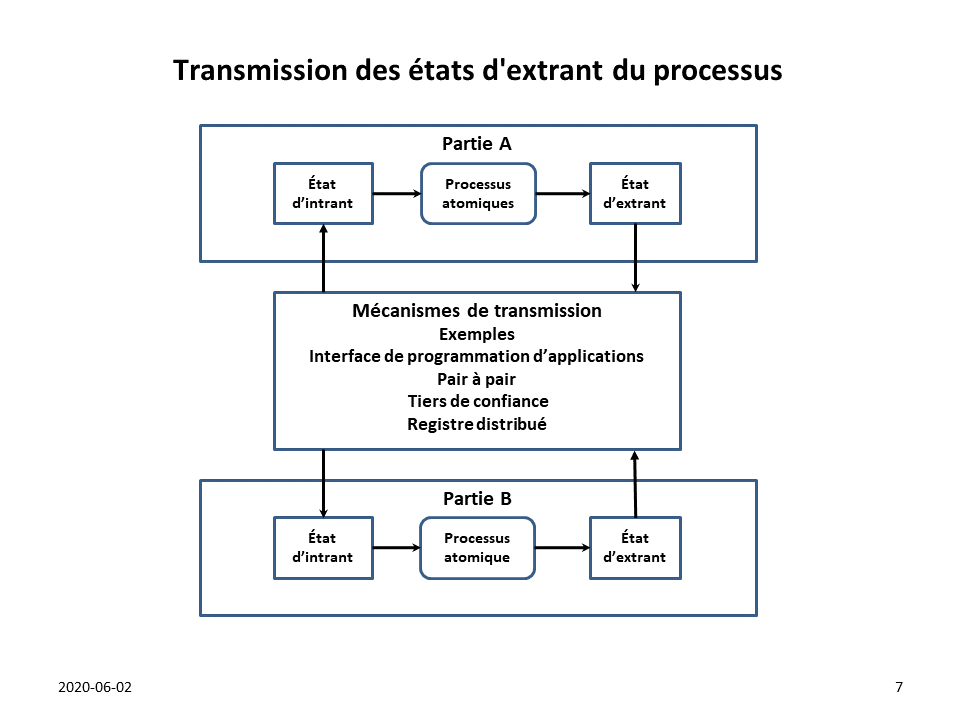 Transmission des états d'extrant du processus
Partie A
État
d’intrant
Processus
atomiques
État
d’extrant
Mécanismes de transmission
Exemples
Interface de programmation d’applications
Pair à pair
Tiers de confiance
Registre distribué
Partie B
État
d’intrant
Processus
atomique
État
d’extrant
2020-06-02
7